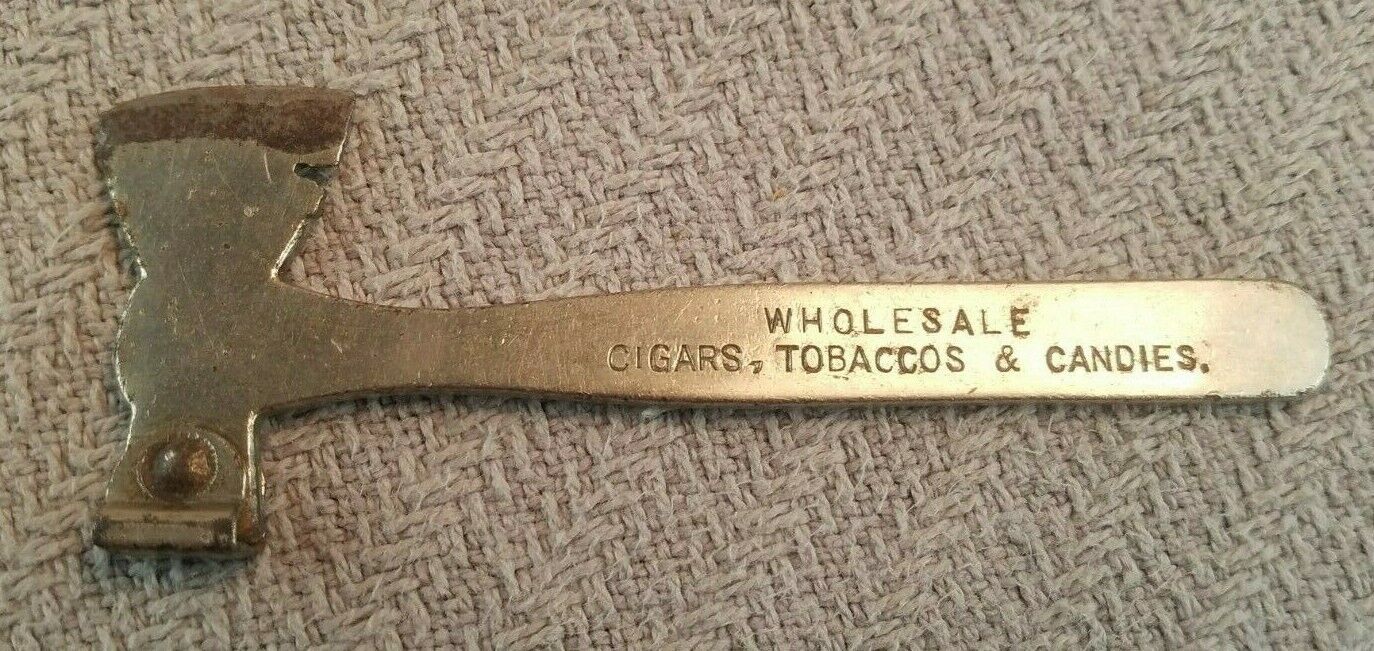 WHOLESALE
CIGARS, TOBACCOS & CANDIES.